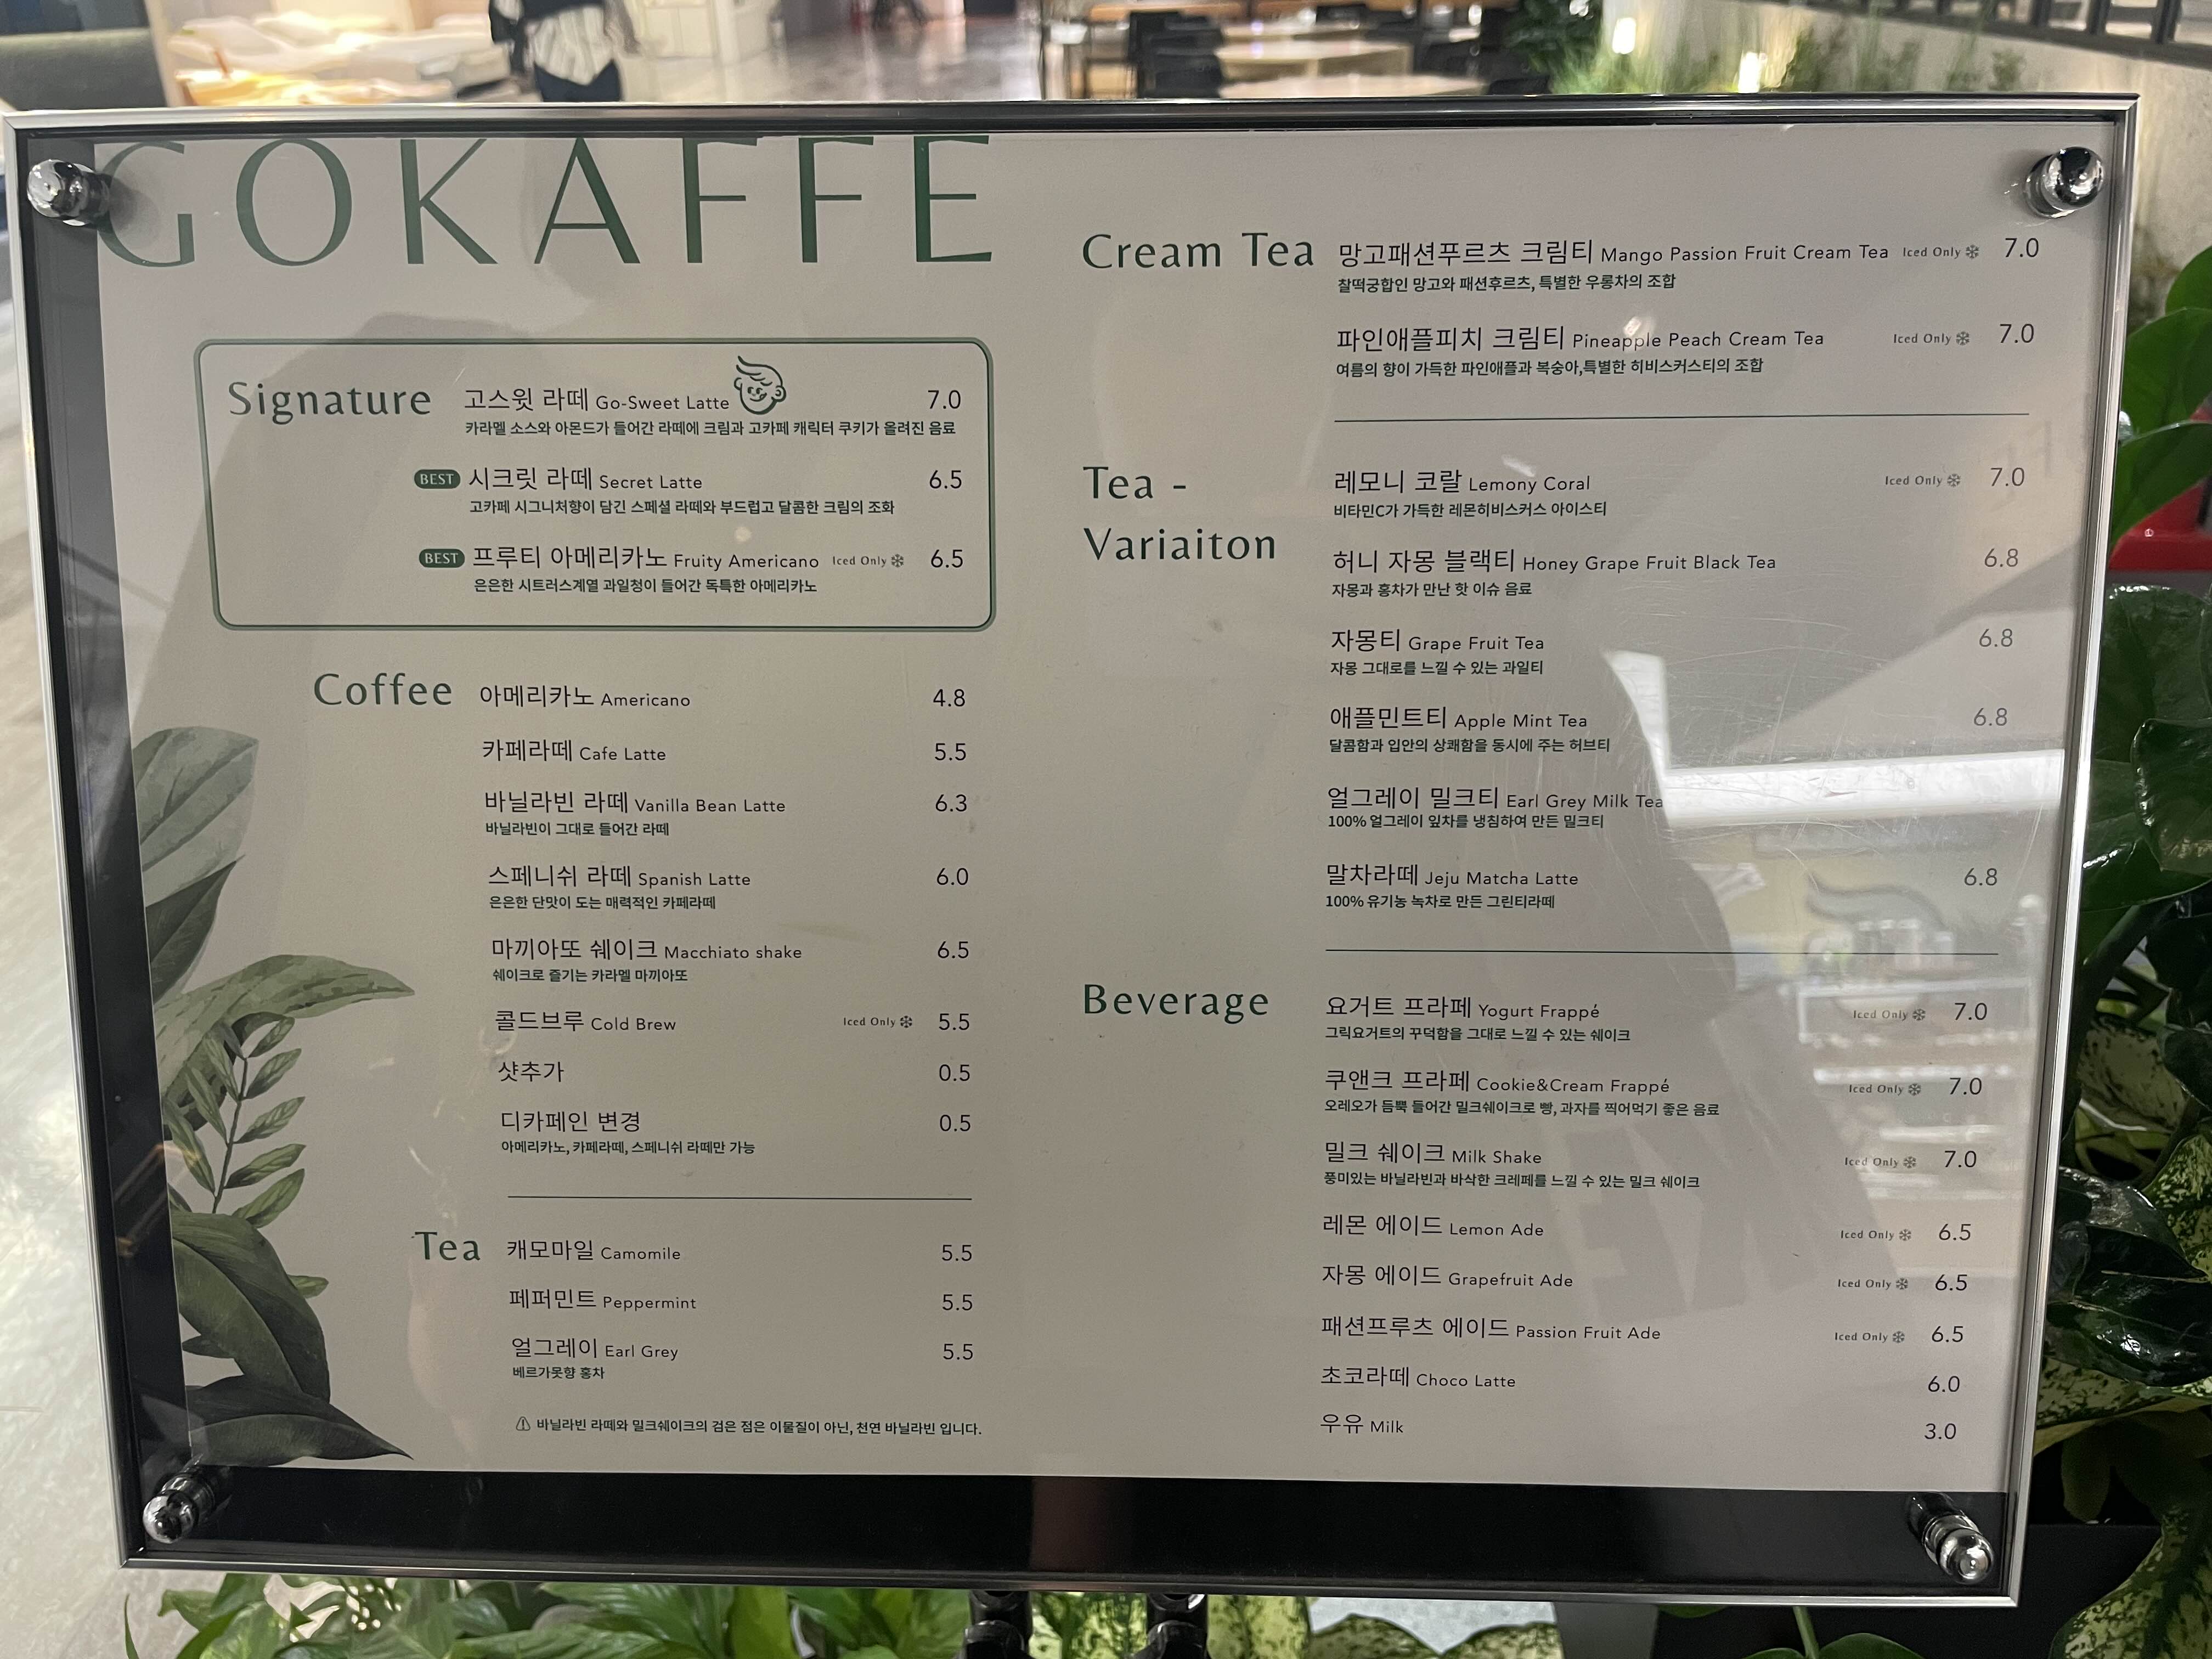 GOKAFFE
Signature
고스윗 라떼 Go-Sweet Latte 7.0
카라멜 소스와 아몬드가 들어간 라떼에 크림과 고카페 캐릭터 쿠키가 올려진 음료
BEST 시크릿 라떼 Secret Latte 6.5
고카페 시그니처향이 담긴 스페셜 라떼와 부드럽고 달콤한 크림의 조화
BEST 프루티 아메리카노 Fruity Americano Iced Only 6.5
은은한 시트러스계열 과일청이 들어간 독특한 아메리카노
Coffee
아메리카노 Americano 4.8
카페라떼 Cafe Latte 5.5
바닐라빈 라떼 Vanilla Bean Latte 6.3
바닐라빈이 그대로 들어간 라떼
스페니쉬 라떼 Spanish Latte 6.0
은은한 단맛이 도는 매력적인 카페라떼
마끼아또 쉐이크 Macchiato shake 6.5
쉐이크로 즐기는 카라멜 마끼아또
콜드브루 Cold Brew Iced Only 5.5
샷추가 0.5
디카페인 변경 0.5
아메리카노, 카페라떼, 스페니쉬 라떼만 가능
Tea
캐모마일 Camomile 5.5
페퍼민트 Peppermint 5.5
얼그레이 Earl Grey 5.5
베르가못향 홍차
바닐라빈 라떼와 밀크쉐이크의 검은 점은 이물질이 아닌, 천연 바닐라빈 입니다.
Cream Tea
망고패션푸르츠 크림티 Mango Passion Fruit Cream Tea Iced Only 7.0
찰떡궁합인 망고와 패션후르츠, 특별한 우롱차의 조합
파인애플피치 크림티 Pineapple Peach Cream Tea Iced Only 7.0
여름의 향이 가득한 파인애플과 복숭아,특별한 히비스커스티의 조합
Tea -
Variaiton
레모니 코랄 Lemony Coral Iced Only 7.0
비타민C가 가득한 레몬히비스커스 아이스티
허니 자몽 블랙티 Honey Grape Fruit Black Tea 6.8
자몽과 홍차가 만난 핫 이슈 음료
자몽티 Grape Fruit Tea 6.8
자몽 그대로를 느낄 수 있는 과일티
애플민트티 Apple Mint Tea 6.8
달콤함과 입안의 상쾌함을 동시에 주는 허브티
얼그레이 밀크티 Earl Grey Milk Tea
100% 얼그레이 잎차를 냉침하여 만든 밀크티
말차라떼 Jeju Matcha Latte 6.8
100% 유기농 녹차로 만든 그린티라떼
Beverage
요거트 프라페 Yogurt Frappé Iced Only 7.0
그릭요거트의 꾸덕함을 그대로 느낄 수 있는 쉐이크
쿠앤크 프라페 Cookie&Cream Frappé Iced Only 7.0
오레오가 듬뿍 들어간 밀크쉐이크로 빵, 과자를 찍어먹기 좋은 음료
밀크 쉐이크 Milk Shake Iced Only 7.0
풍미있는 바닐라빈과 바삭한 크레페를 느낄 수 있는 밀크 쉐이크
레몬 에이드 Lemon Ade Iced Only 6.5
자몽 에이드 Grapefruit Ade Iced Only 6.5
패션프루츠 에이드 Passion Fruit Ade Iced Only 6.5
초코라떼 Choco Latte 6.0
우유 Milk 3.0